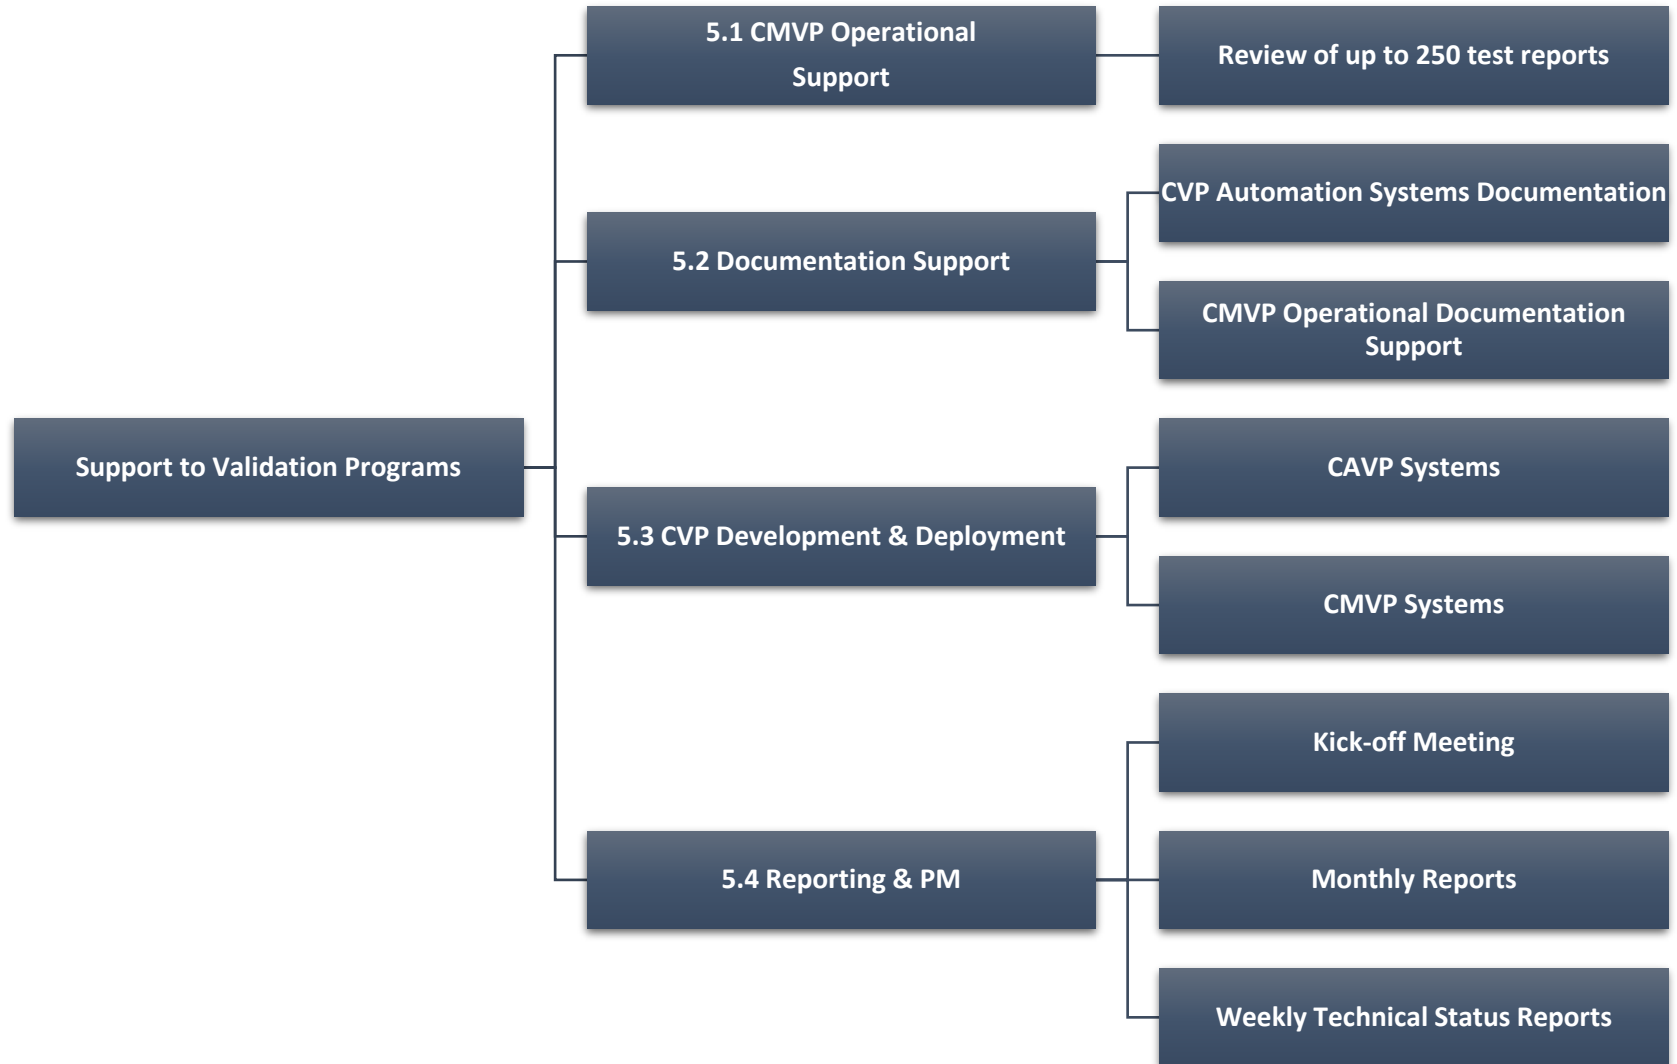 Support to Validation Programs
5.1 CMVP Operational
Support
Review of up to 250 test reports
5.2 Documentation Support
CVP Automation Systems Documentation
CMVP Operational Documentation
Support
5.3 CVP Development & Deployment
CAVP Systems
CMVP Systems
5.4 Reporting & PM
Kick-off Meeting
Monthly Reports
Weekly Technical Status Reports